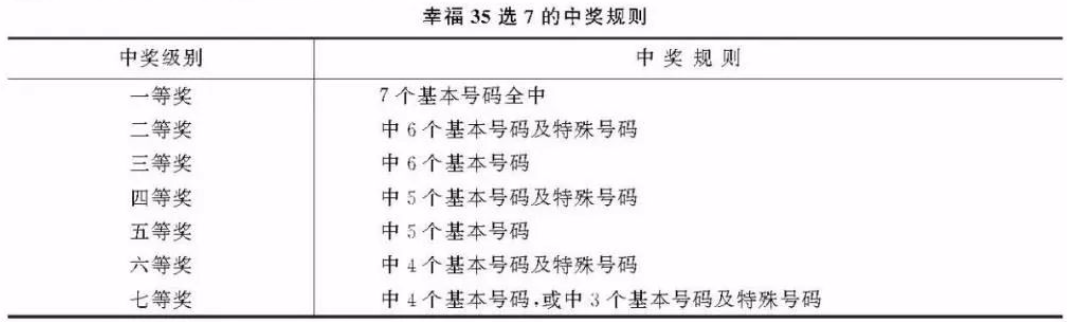 幸福 35 选 7 的中奖规则
中奖级别 中 奖 规 则
一等奖 7 个基本号码全中
二等奖 中 6 个基本号码及特殊号码
三等奖 中 6 个基本号码
四等奖 中 5 个基本号码及特殊号码
五等奖 中 5 个基本号码
六等奖 中 4 个基本号码及特殊号码
七等奖 中 4 个基本号码,或中 3 个基本号码及特殊号码